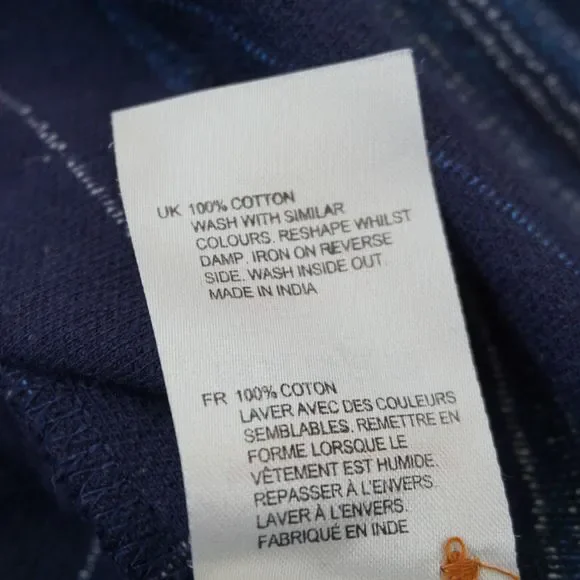 UK 100% COTTON
WASH WITH SIMILAR
COLOURS. RESHAPE WHILST
DAMP. IRON ON REVERSE
SIDE. WASH INSIDE OUT.
MADE IN INDIA
FR 100% COTON
LAVER AVEC DES COULEURS
SEMBLABLES. REMETTRE EN
FORME LORSQUE LE
VÊTEMENT EST HUMIDE.
REPASSER À L'ENVERS.
LAVER À L'ENVERS.
FABRIQUÉ EN INDE